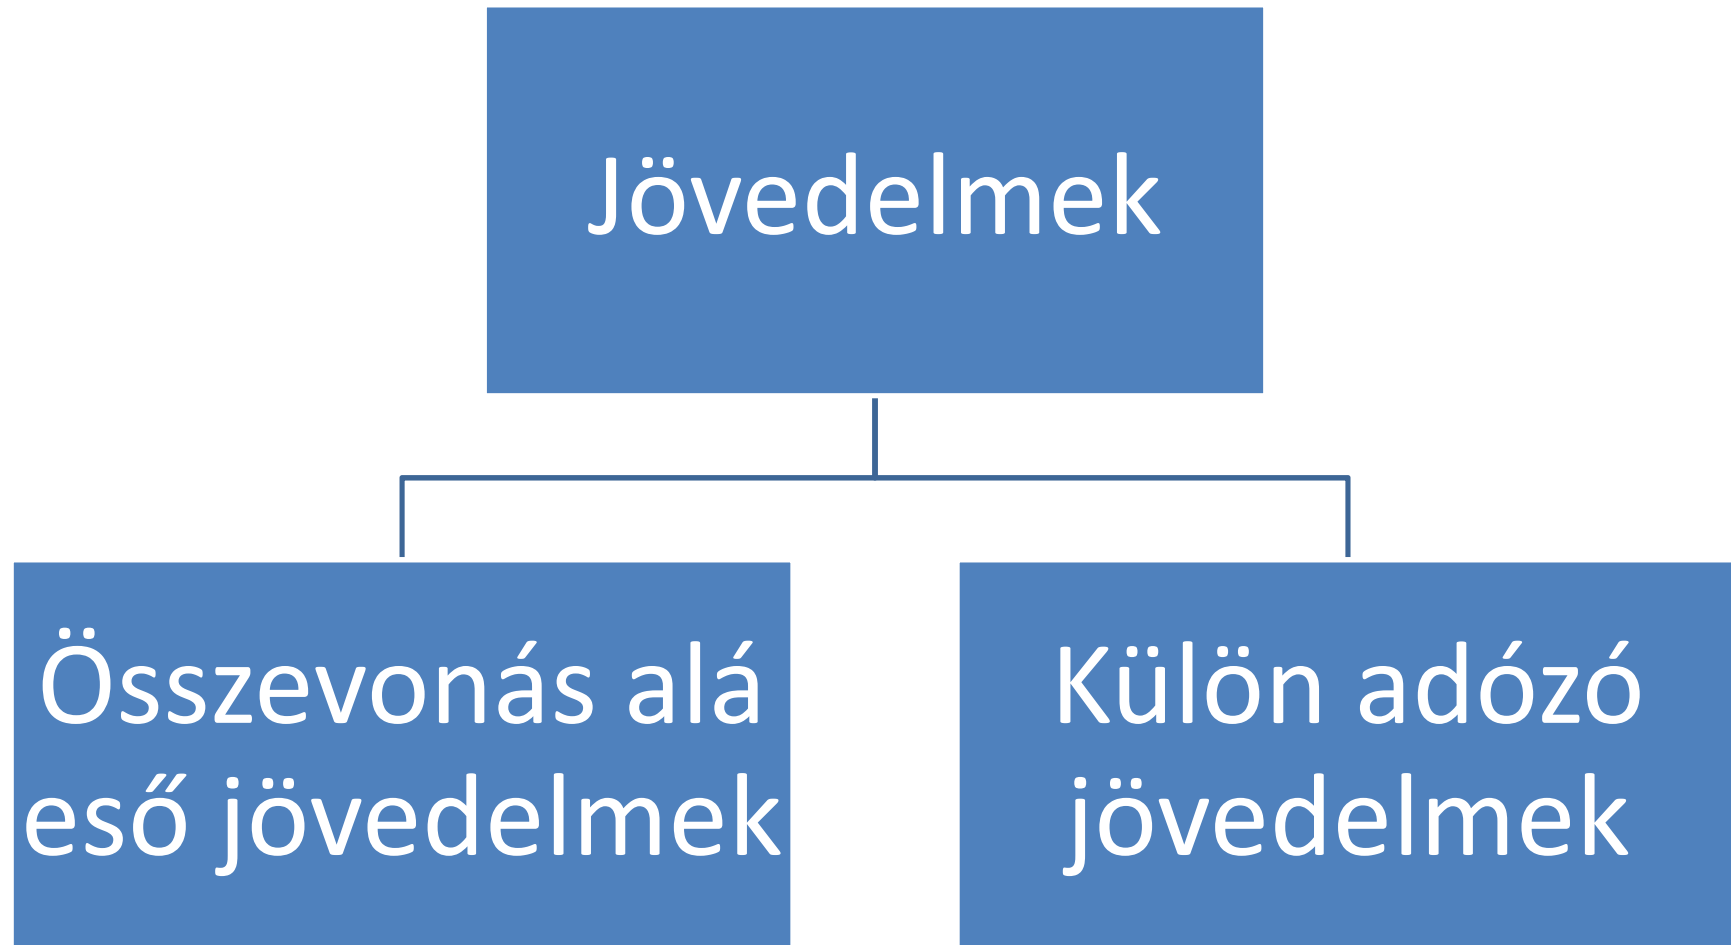 Jövedelmek
Összevonás alá
eső jövedelmek
Külön adózó
jövedelmek